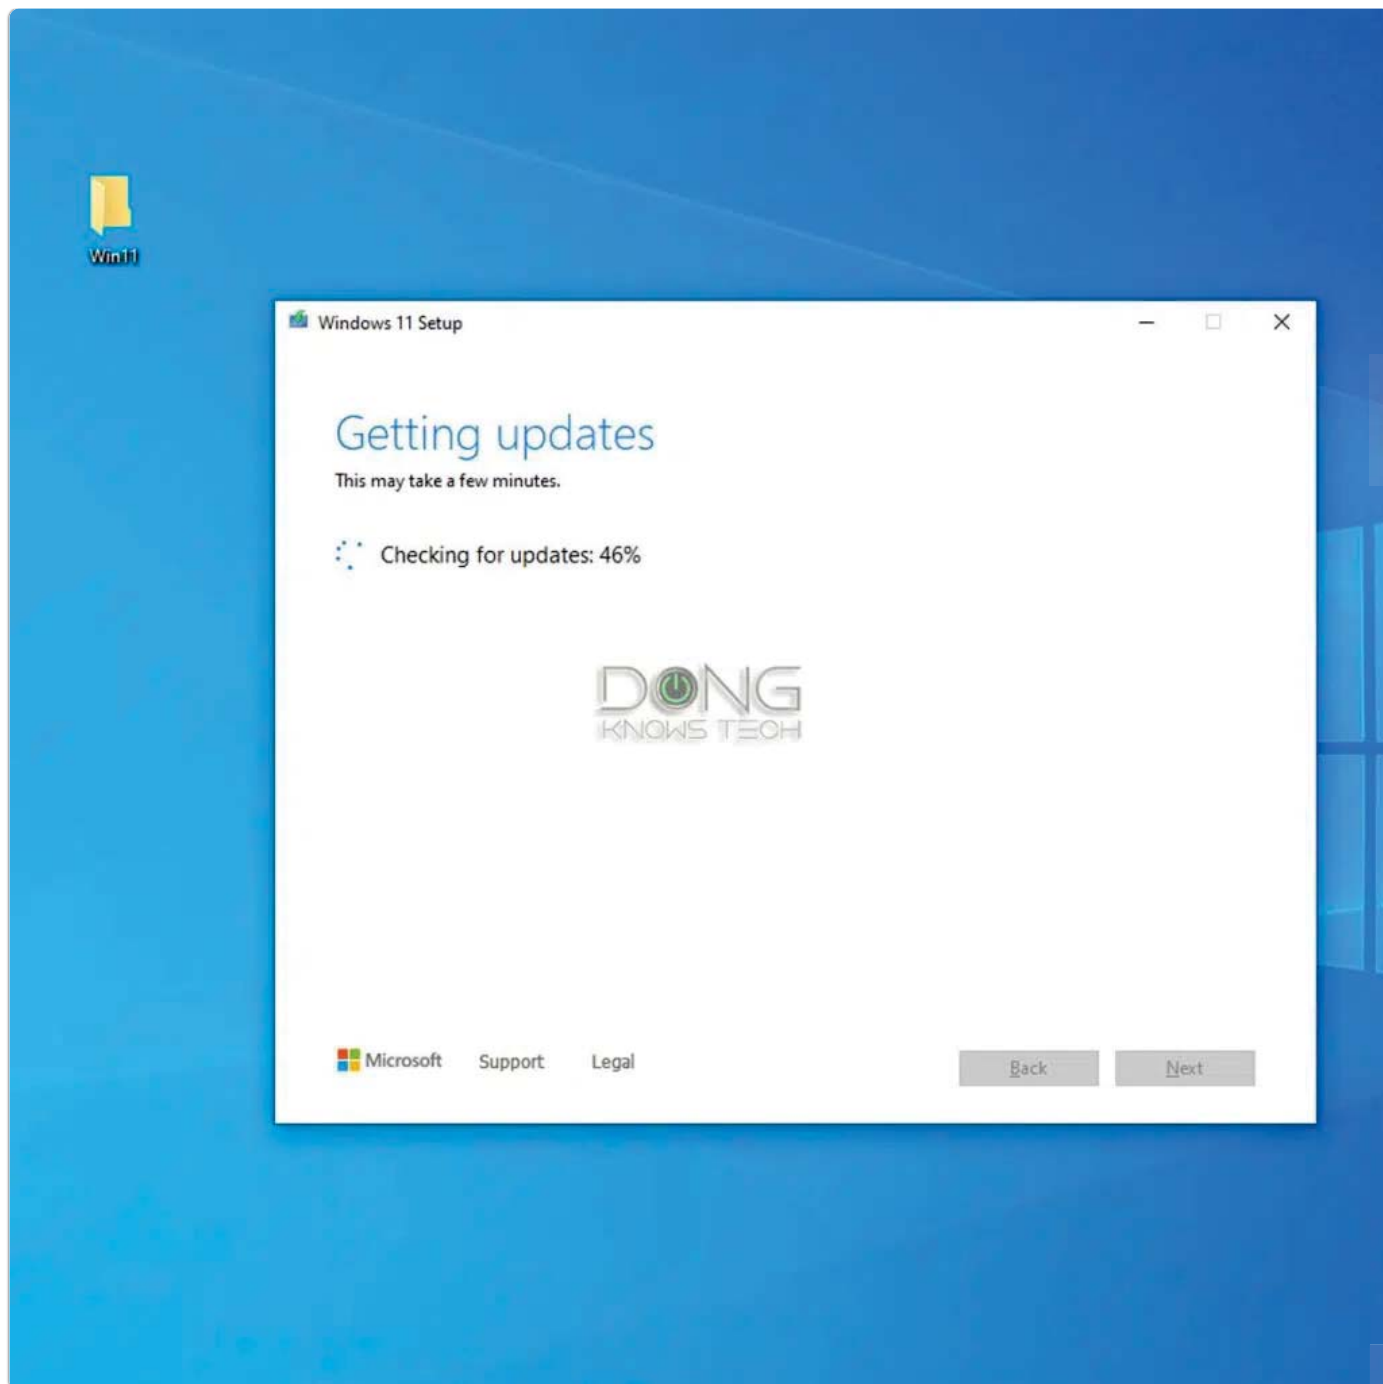 Win11
Windows 11 Setup
Getting updates
This may take a few minutes.
Checking for updates: 46%
DONG
KNOWS TECH
Microsoft Support Legal Back Next